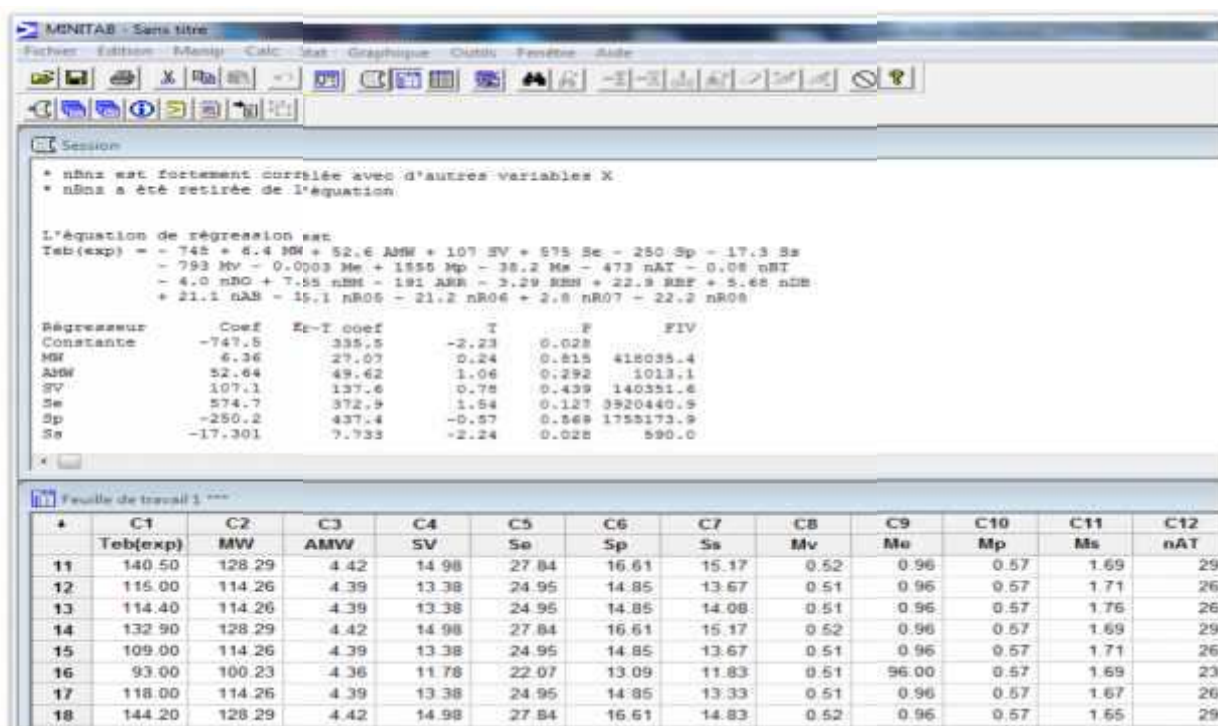 MINITAB - Sans titre
Fichier Edition Manip Calc Stat Graphique Outils Fenêtre Aide
Session
* nBnz est fortement corrélée avec d'autres variables X
* nBnz a été retirée de l'équation
L'équation de régression est
Teb(exp) = - 748 + 6.4 MW + 52.6 AMW + 107 SV + 575 Se - 250 Sp - 17.3 Ss
- 793 Mv - 0.0003 Me + 1555 Mp - 38.2 Ms - 473 nAT - 0.08 nBT
- 4.0 nBO + 7.55 nBM - 191 ARR - 3.29 RBN + 22.9 RBF + 5.68 nDB
+ 21.1 nAB - 15.1 nR05 - 21.2 nR06 + 2.8 nR07 - 22.2 nR08
Régresseur Coef Er-T coef T P FIV
Constante -747.5 335.5 -2.23 0.028
MW 6.36 27.07 0.24 0.815 418035.4
AMW 52.64 49.62 1.06 0.292 1013.1
SV 107.1 137.6 0.78 0.439 140351.6
Se 574.7 372.9 1.54 0.127 3920440.9
Sp -250.2 437.4 -0.57 0.569 1755173.9
Ss -17.301 7.733 -2.24 0.028 590.0
Feuille de travail 1 ***
C1 C2 C3 C4 C5 C6 C7 C8 C9 C10 C11 C12
Teb(exp) MW AMW SV Se Sp Ss Mv Me Mp Ms nAT
11 140.50 128.29 4.42 14.98 27.84 16.61 15.17 0.52 0.96 0.57 1.69 29
12 115.00 114.26 4.39 13.38 24.95 14.85 13.67 0.51 0.96 0.57 1.71 26
13 114.40 114.26 4.39 13.38 24.95 14.85 14.08 0.51 0.96 0.57 1.76 26
14 132.90 128.29 4.42 14.98 27.84 16.61 15.17 0.52 0.96 0.57 1.69 29
15 109.00 114.26 4.39 13.38 24.95 14.85 13.67 0.51 0.96 0.57 1.71 26
16 93.00 100.23 4.36 11.78 22.07 13.09 11.83 0.51 96.00 0.57 1.69 23
17 118.00 114.26 4.39 13.38 24.95 14.85 13.33 0.51 0.96 0.57 1.67 26
18 144.20 128.29 4.42 14.98 27.84 16.61 14.83 0.52 0.96 0.57 1.65 29